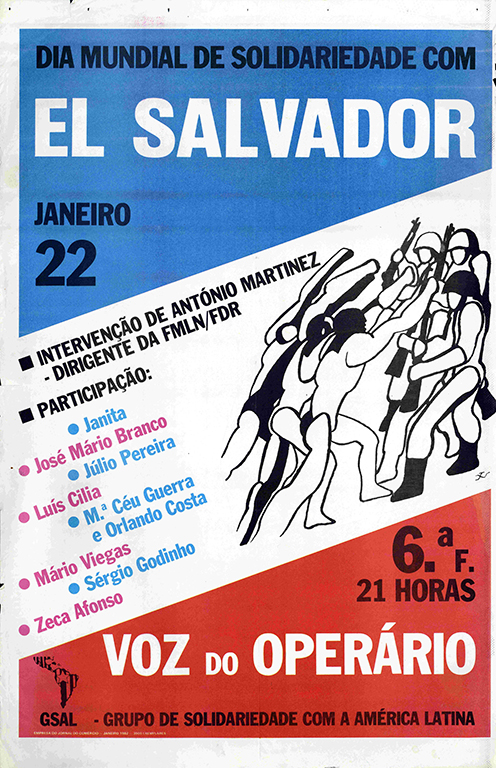 DIA MUNDIAL DE SOLIDARIEDADE COM
EL SALVADOR
JANEIRO
22
INTERVENÇÃO DE ANTÓNIO MARTINEZ
- DIRIGENTE DA FMLN/FDR
PARTICIPAÇÃO:
Janita
José Mário Branco
Júlio Pereira
Luís Cília
M.ª Céu Guerra
e Orlando Costa
Mário Viegas
Sérgio Godinho
Zeca Afonso
6.ª F.
21 HORAS
VOZ DO OPERÁRIO
GSAL - GRUPO DE SOLIDARIEDADE COM A AMÉRICA LATINA